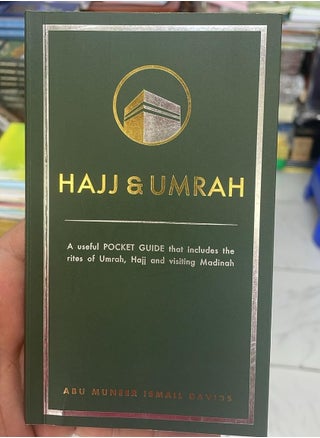 HAJJ & UMRAH
A useful POCKET GUIDE that includes the
rites of Umrah, Hajj and visiting Madinah
ABU MUNEER ISMAIL DAVIDS